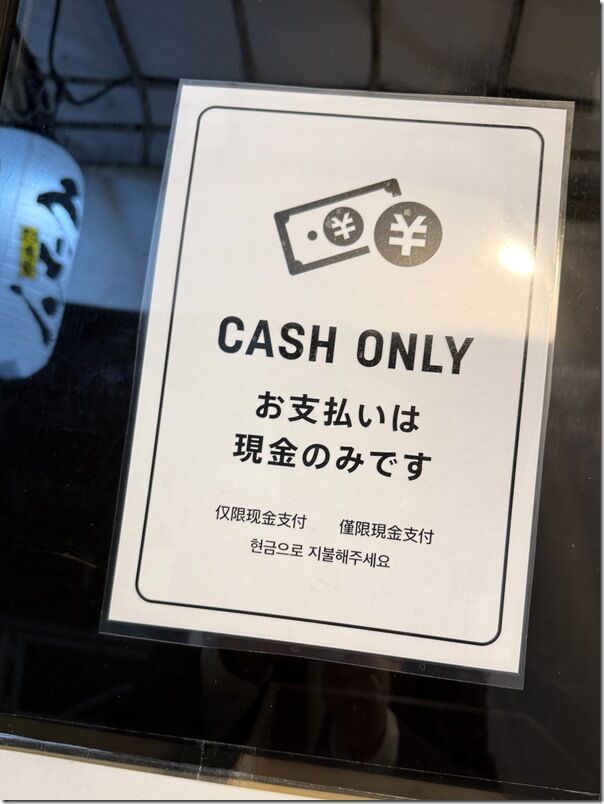 ¥ ¥
CASH ONLY
お支払いは
現金のみです
仅限现金支付 僅限現金支付
현금으로 지불해주세요